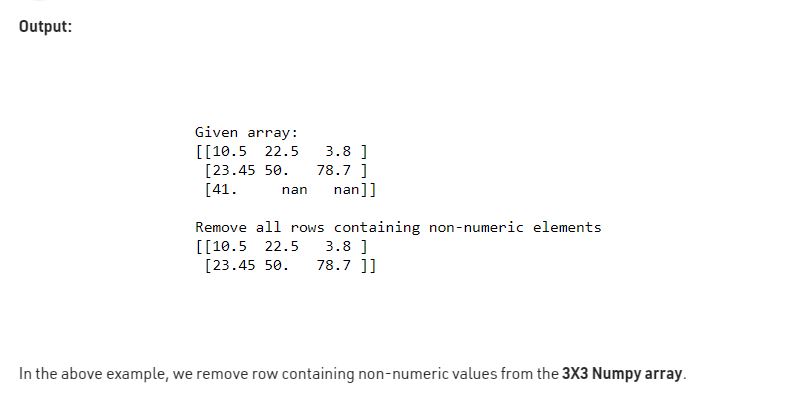 Output:
Given array:
[[10.5  22.5   3.8 ]
 [23.45 50.   78.7 ]
 [41.     nan   nan]]
Remove all rows containing non-numeric elements
[[10.5  22.5   3.8 ]
 [23.45 50.   78.7 ]]
In the above example, we remove row containing non-numeric values from the 3X3 Numpy array.